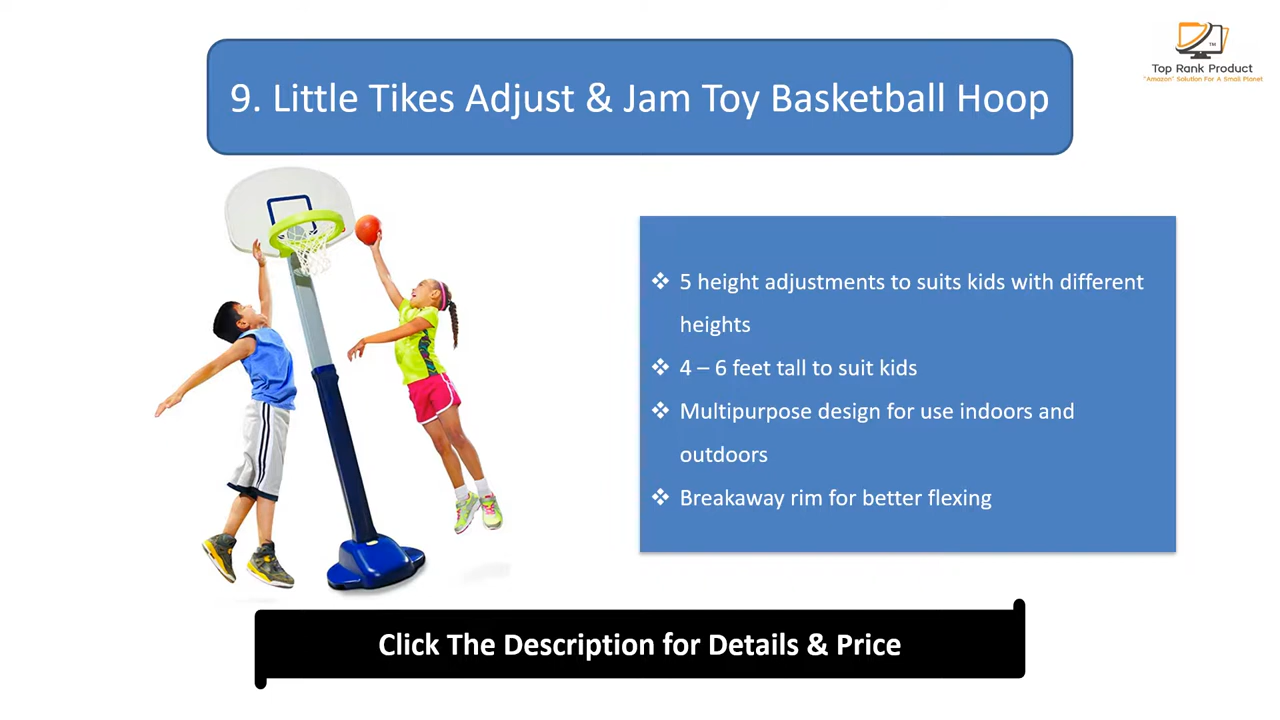 Top Rank Product
"Amazon" Solution For A Small Planet
TM
9. Little Tikes Adjust & Jam Toy Basketball Hoop
❖ 5 height adjustments to suits kids with different
heights
❖ 4 – 6 feet tall to suit kids
❖ Multipurpose design for use indoors and
outdoors
❖ Breakaway rim for better flexing
Click The Description for Details & Price